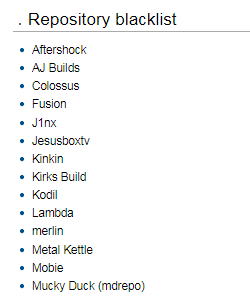 . Repository blacklist
Aftershock
AJ Builds
Colossus
Fusion
J1nx
Jesusboxtv
Kinkin
Kirks Build
Kodil
Lambda
merlin
Metal Kettle
Mobie
Mucky Duck (mdrepo)